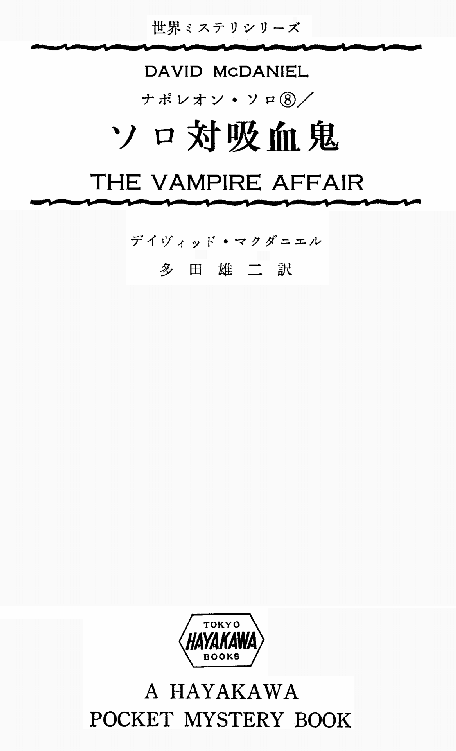 世界ミステリシリーズ
DAVID McDANIEL
ナポレオン・ソロ⑧／
ソロ対吸血鬼
THE VAMPIRE AFFAIR
デイヴィッド・マクダニエル
多田雄二訳
TOKYO
HAYAKAWA
BOOKS
A HAYAKAWA
POCKET MYSTERY BOOK